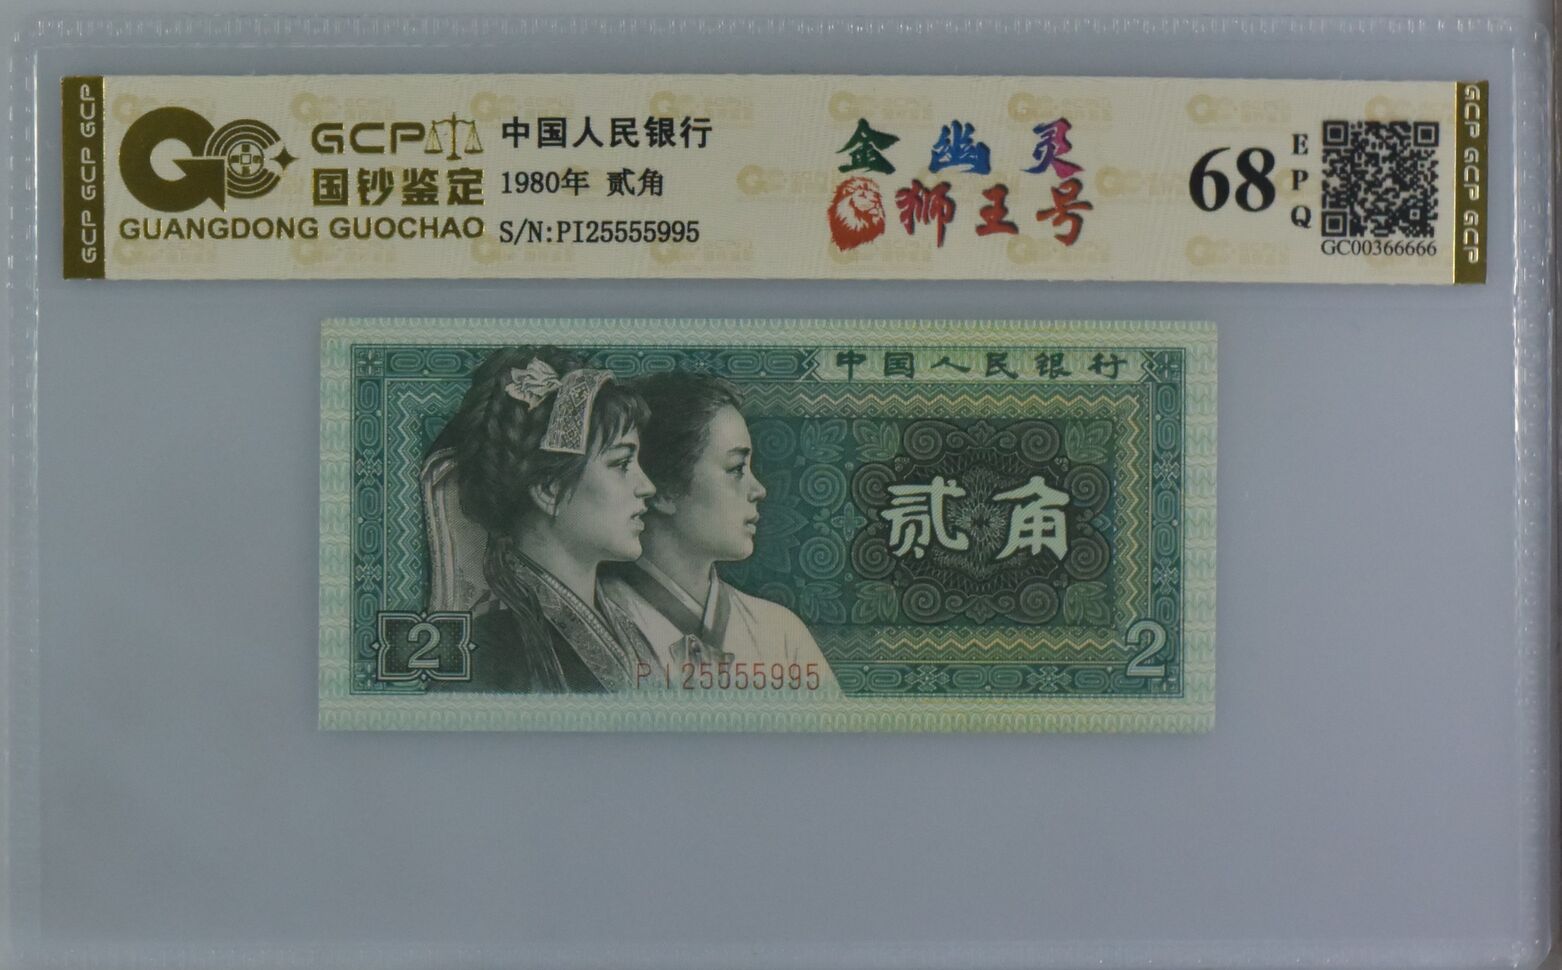 GCP GCP GCP
GCP
国钞鉴定
GUANGDONG GUOCHAO
中国人民银行
1980年 贰角
S/N:PI25555995
金幽灵
狮王号
68
EPQ
GC00366666
GCP GCP GCP
中国人民银行
贰角
2
2
PI25555995